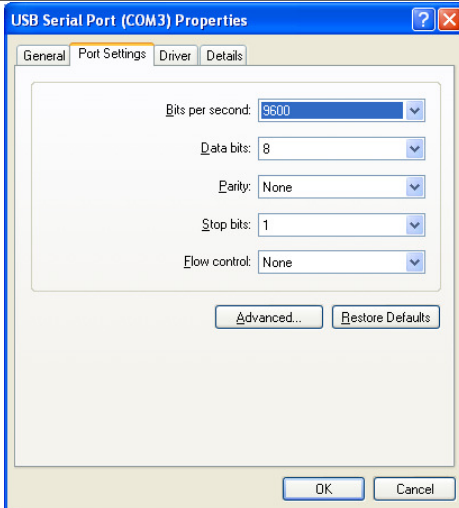 USB Serial Port (COM3) Properties
General Port Settings Driver Details
Bits per second: 9600
Data bits: 8
Parity: None
Stop bits: 1
Flow control: None
Advanced... Restore Defaults
OK Cancel